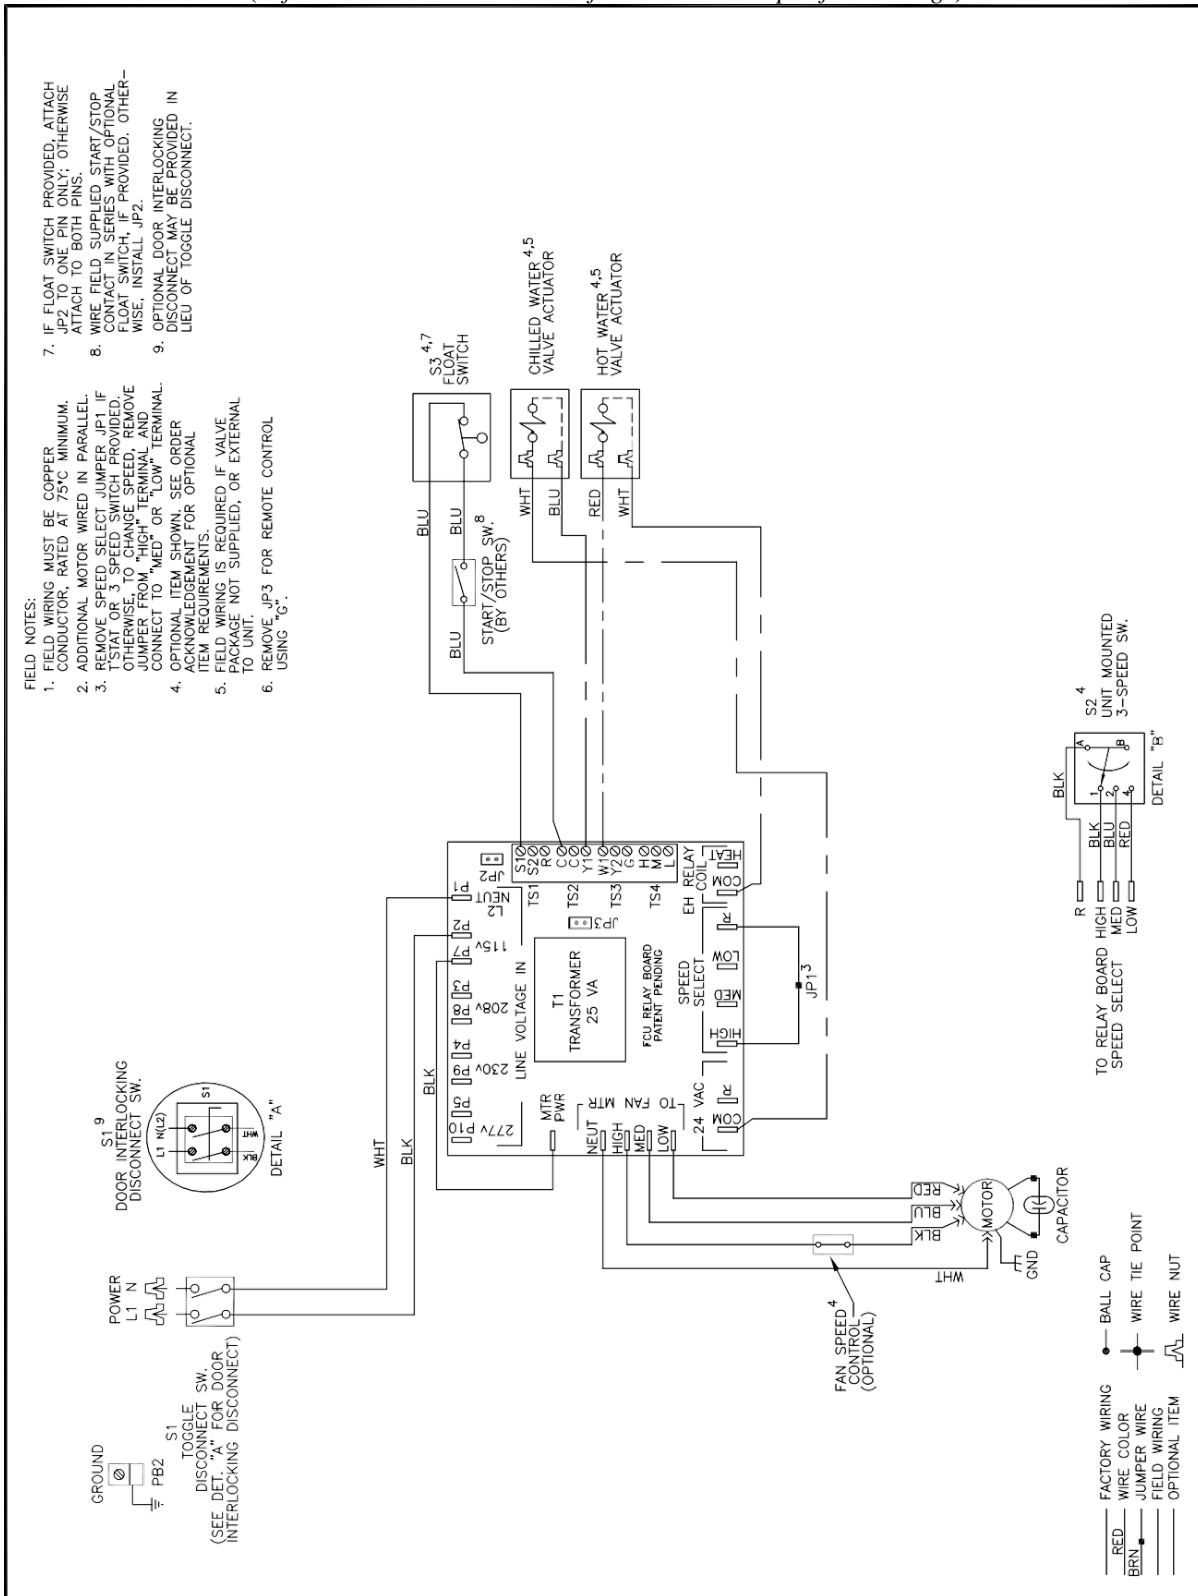 FIELD NOTES:
1. FIELD WIRING MUST BE COPPER
CONDUCTOR, RATED AT 75°C MINIMUM.
2. ADDITIONAL MOTOR WIRED IN PARALLEL.
3. REMOVE SPEED SELECT JUMPER JP1 IF
T'STAT OR 3 SPEED SWITCH PROVIDED.
OTHERWISE, TO CHANGE SPEED, REMOVE
JUMPER FROM "HIGH" TERMINAL AND
CONNECT TO "MED" OR "LOW" TERMINAL.
4. OPTIONAL ITEM SHOWN. SEE ORDER
ACKNOWLEDGEMENT FOR OPTIONAL
ITEM REQUIREMENTS.
5. FIELD WIRING IS REQUIRED IF VALVE
PACKAGE NOT SUPPLIED, OR EXTERNAL
TO UNIT.
6. REMOVE JP3 FOR REMOTE CONTROL
USING "G".
7. IF FLOAT SWITCH PROVIDED, ATTACH
JP2 TO ONE PIN ONLY; OTHERWISE
ATTACH TO BOTH PINS.
8. WIRE FIELD SUPPLIED START/STOP
CONTACT IN SERIES WITH OPTIONAL
FLOAT SWITCH, IF PROVIDED. OTHER-
WISE, INSTALL JP2.
9. OPTIONAL DOOR INTERLOCKING
DISCONNECT MAY BE PROVIDED IN
LIEU OF TOGGLE DISCONNECT.
GROUND
PB2
S1
TOGGLE
DISCONNECT SW.
(SEE DET. "A" FOR DOOR
INTERLOCKING DISCONNECT)
POWER
L1 N
S1 9
DOOR INTERLOCKING
DISCONNECT SW.
L1 N(L2)
S1
BLK WHT
DETAIL "A"
WHT
BLK
BLK
P10 P5 P9 P4 P8 P3 P7 P2 P1
277v 230v 208v 115v L2 NEUT
LINE VOLTAGE IN
MTR
PWR
NEUT
HIGH
MED
LOW
TO FAN MTR
24 VAC
COM R
T1
TRANSFORMER
25 VA
FCU RELAY BOARD
PATENT PENDING
SPEED
SELECT
HIGH MED LOW R
JP1 3
JP3
JP2
EH RELAY
COIL
COM HEAT
TS1
TS2
TS3
TS4
S1
S2
R
C
C
Y1
W1
Y2
G
H
M
L
BLU
BLU
BLU
START/STOP SW. 8
(BY OTHERS)
S3 4,7
FLOAT
SWITCH
WHT
BLU
CHILLED WATER 4,5
VALVE ACTUATOR
RED
WHT
HOT WATER 4,5
VALVE ACTUATOR
FAN SPEED 4
CONTROL
(OPTIONAL)
WHT
BLK
BLU
RED
MOTOR
GND
CAPACITOR
TO RELAY BOARD
SPEED SELECT
R
HIGH
MED
LOW
BLK
BLK
BLU
RED
A
B
1
2
4
S2 4
UNIT MOUNTED
3-SPEED SW.
DETAIL "B"
FACTORY WIRING
RED WIRE COLOR
BRN JUMPER WIRE
FIELD WIRING
OPTIONAL ITEM
BALL CAP
WIRE TIE POINT
WIRE NUT